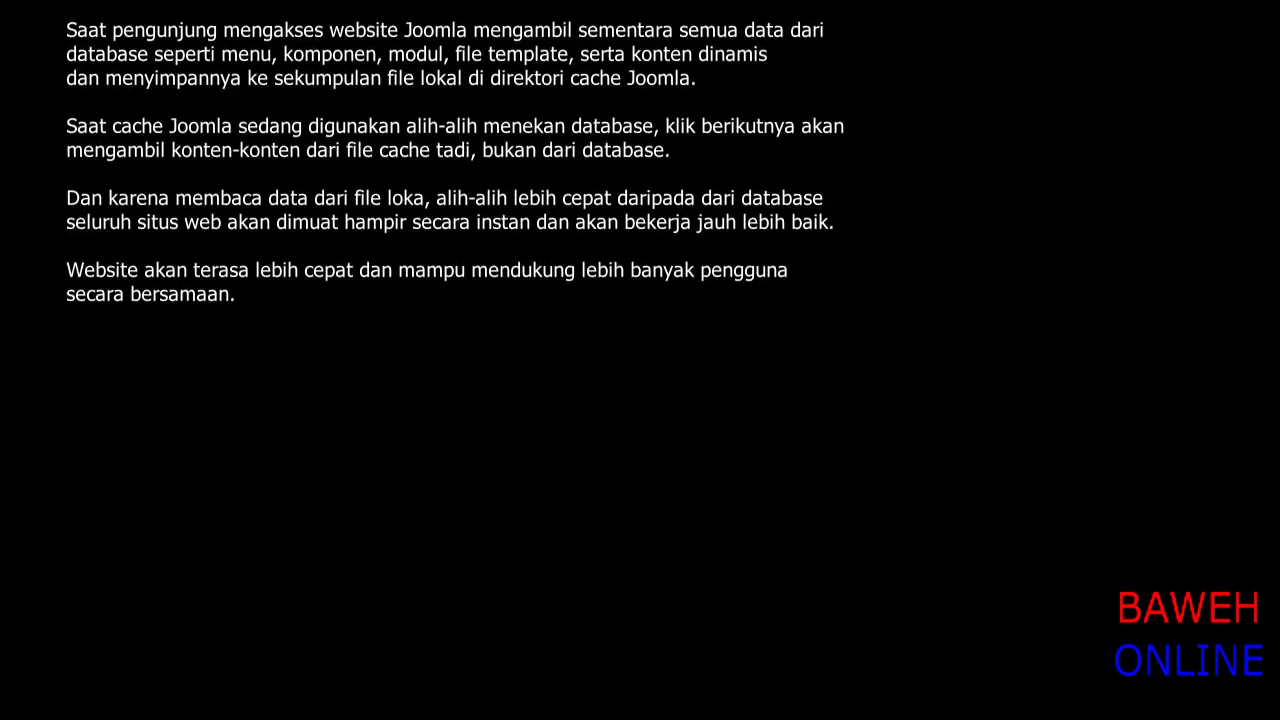 Saat pengunjung mengakses website Joomla mengambil sementara semua data dari
database seperti menu, komponen, modul, file template, serta konten dinamis
dan menyimpannya ke sekumpulan file lokal di direktori cache Joomla.
Saat cache Joomla sedang digunakan alih-alih menekan database, klik berikutnya akan
mengambil konten-konten dari file cache tadi, bukan dari database.
Dan karena membaca data dari file loka, alih-alih lebih cepat daripada dari database
seluruh situs web akan dimuat hampir secara instan dan akan bekerja jauh lebih baik.
Website akan terasa lebih cepat dan mampu mendukung lebih banyak pengguna
secara bersamaan.
BAWEH
ONLINE